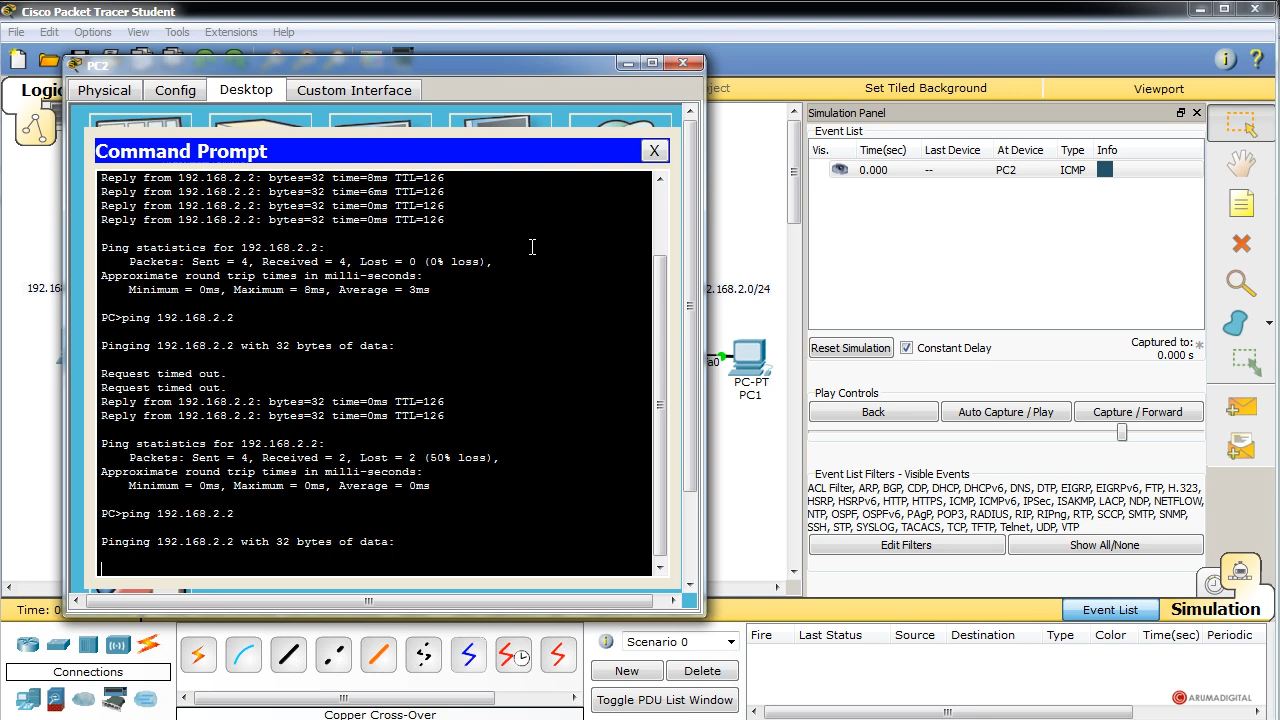 Cisco Packet Tracer Student
File Edit Options View Tools Extensions Help
PC2
Set Tiled Background
Viewport
Physical Config Desktop Custom Interface
Command Prompt X
Reply from 192.168.2.2: bytes=32 time=8ms TTL=126
Reply from 192.168.2.2: bytes=32 time=6ms TTL=126
Reply from 192.168.2.2: bytes=32 time=0ms TTL=126
Reply from 192.168.2.2: bytes=32 time=0ms TTL=126
Ping statistics for 192.168.2.2:
Packets: Sent = 4, Received = 4, Lost = 0 (0% loss),
Approximate round trip times in milli-seconds:
Minimum = 0ms, Maximum = 8ms, Average = 3ms
PC>ping 192.168.2.2
Pinging 192.168.2.2 with 32 bytes of data:
Request timed out.
Request timed out.
Reply from 192.168.2.2: bytes=32 time=0ms TTL=126
Reply from 192.168.2.2: bytes=32 time=0ms TTL=126
Ping statistics for 192.168.2.2:
Packets: Sent = 4, Received = 2, Lost = 2 (50% loss),
Approximate round trip times in milli-seconds:
Minimum = 0ms, Maximum = 0ms, Average = 0ms
PC>ping 192.168.2.2
Pinging 192.168.2.2 with 32 bytes of data:
2.168.2.0/24
PC-PT
PC1
Simulation Panel
Event List
Vis. Time(sec) Last Device At Device Type Info
0.000 -- PC2 ICMP
Reset Simulation Constant Delay Captured to:
0.000 s
Play Controls
Back Auto Capture / Play Capture / Forward
Event List Filters - Visible Events
ACL Filter, ARP, BGP, CDP, DHCP, DHCPv6, DNS, DTP, EIGRP, EIGRPv6, FTP, H.323,
HSRP, HSRPv6, HTTP, HTTPS, ICMP, ICMPv6, IPSec, ISAKMP, LACP, NDP, NETFLOW,
NTP, OSPF, OSPFv6, PAgP, POP3, RADIUS, RIP, RIPng, RTP, SCCP, SMTP, SNMP,
SSH, STP, SYSLOG, TACACS, TCP, TFTP, Telnet, UDP, VTP
Edit Filters Show All/None
Time: 0
Event List Simulation
Connections
Copper Cross-Over
Scenario 0
New Delete
Toggle PDU List Window
Fire Last Status Source Destination Type Color Time(sec) Periodic
CARUMADIGITAL